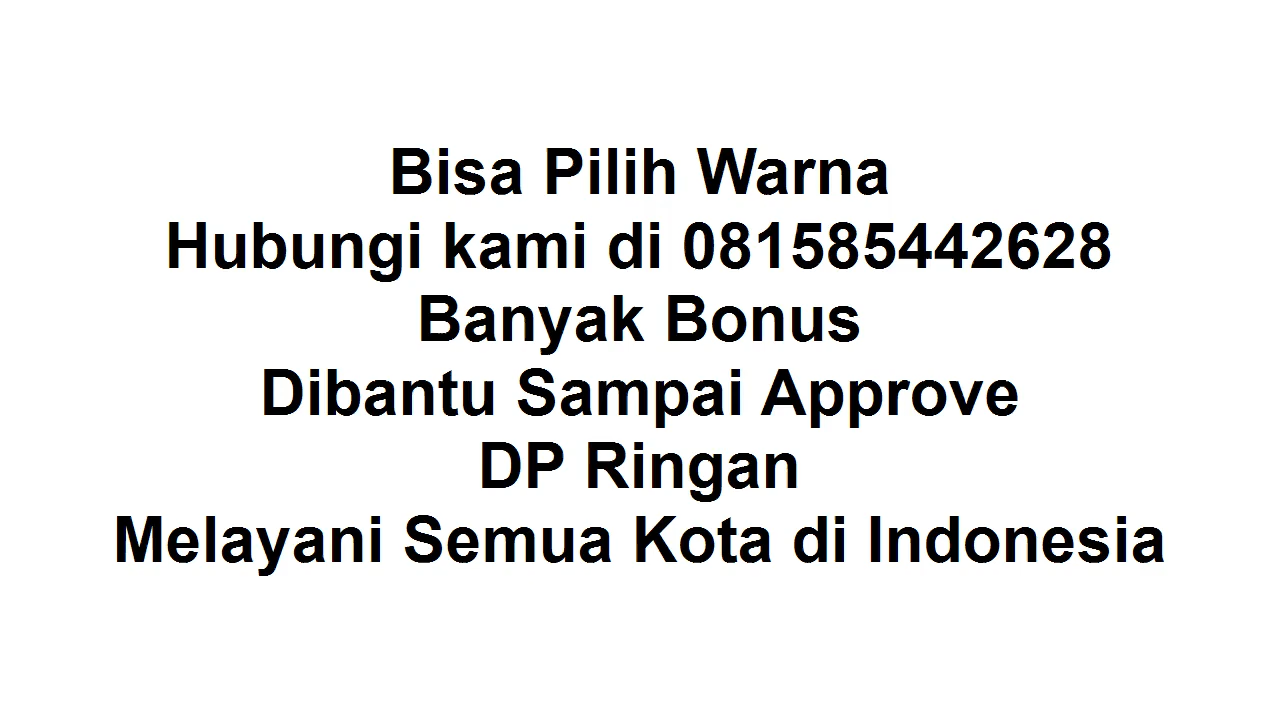 Bisa Pilih Warna
Hubungi kami di 081585442628
Banyak Bonus
Dibantu Sampai Approve
DP Ringan
Melayani Semua Kota di Indonesia